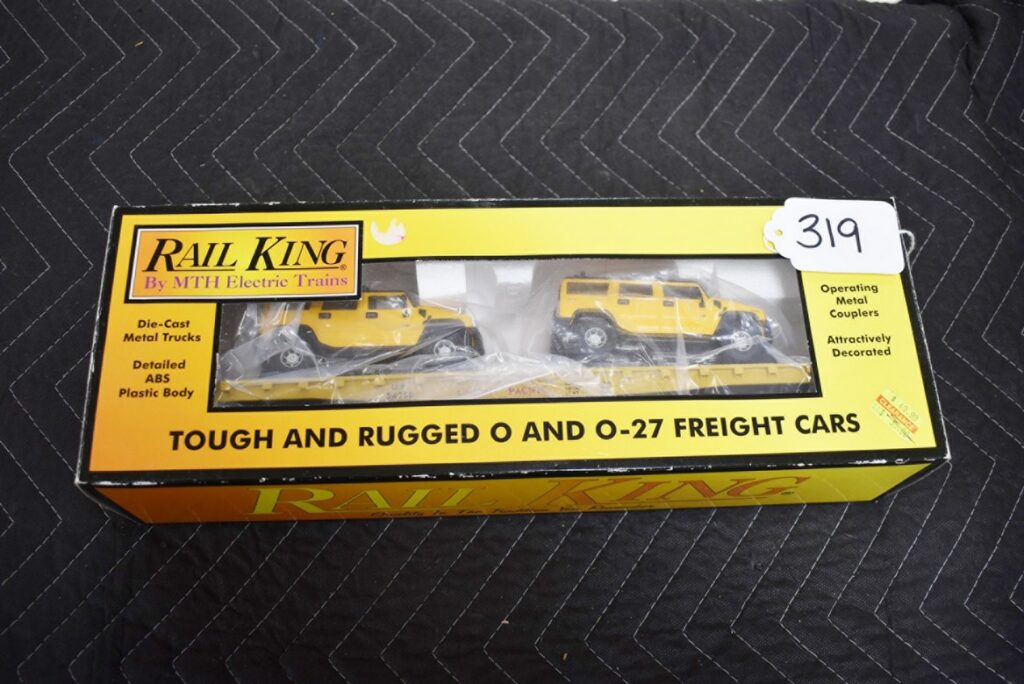 RAIL KING®
By MTH Electric Trains
319
Die-Cast
Metal Trucks
Detailed
ABS
Plastic Body
Operating
Metal
Couplers
Attractively
Decorated
CLEARANCE
TOUGH AND RUGGED O AND O-27 FREIGHT CARS
RAIL KING®